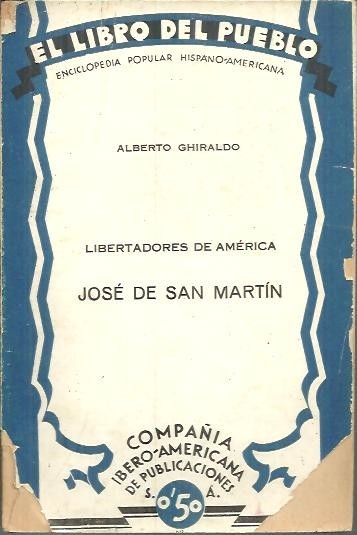 EL LIBRO DEL PUEBLO
ENCICLOPEDIA POPULAR HISPANO-AMERICANA
ALBERTO GHIRALDO
LIBERTADORES DE AMÉRICA
JOSÉ DE SAN MARTÍN
COMPAÑIA
IBERO-AMERICANA
DE PUBLICACIONES
S. A.
0'50